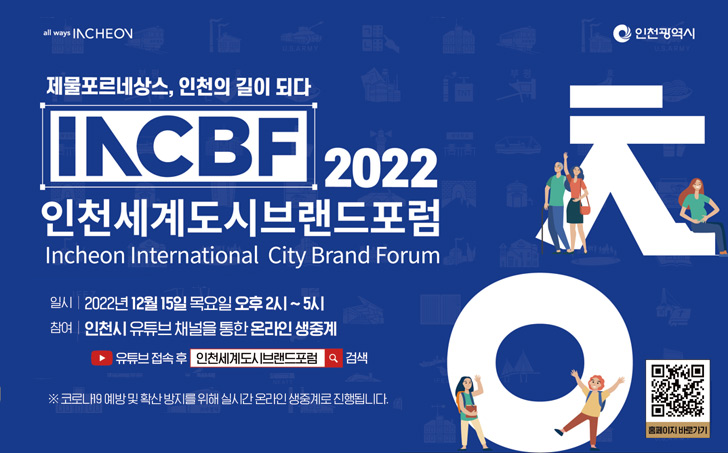 all ways INCHEON
인천광역시
제물포르네상스, 인천의 길이 되다
INCBF 2022
인천세계도시브랜드포럼
Incheon International City Brand Forum
일시 | 2022년 12월 15일 목요일 오후 2시 ~ 5시
참여 | 인천시 유튜브 채널을 통한 온라인 생중계
유튜브 접속 후 인천세계도시브랜드포럼 검색
※ 코로나19 예방 및 확산 방지를 위해 실시간 온라인 생중계로 진행됩니다.
ㅊㅇ
홈페이지 바로가기